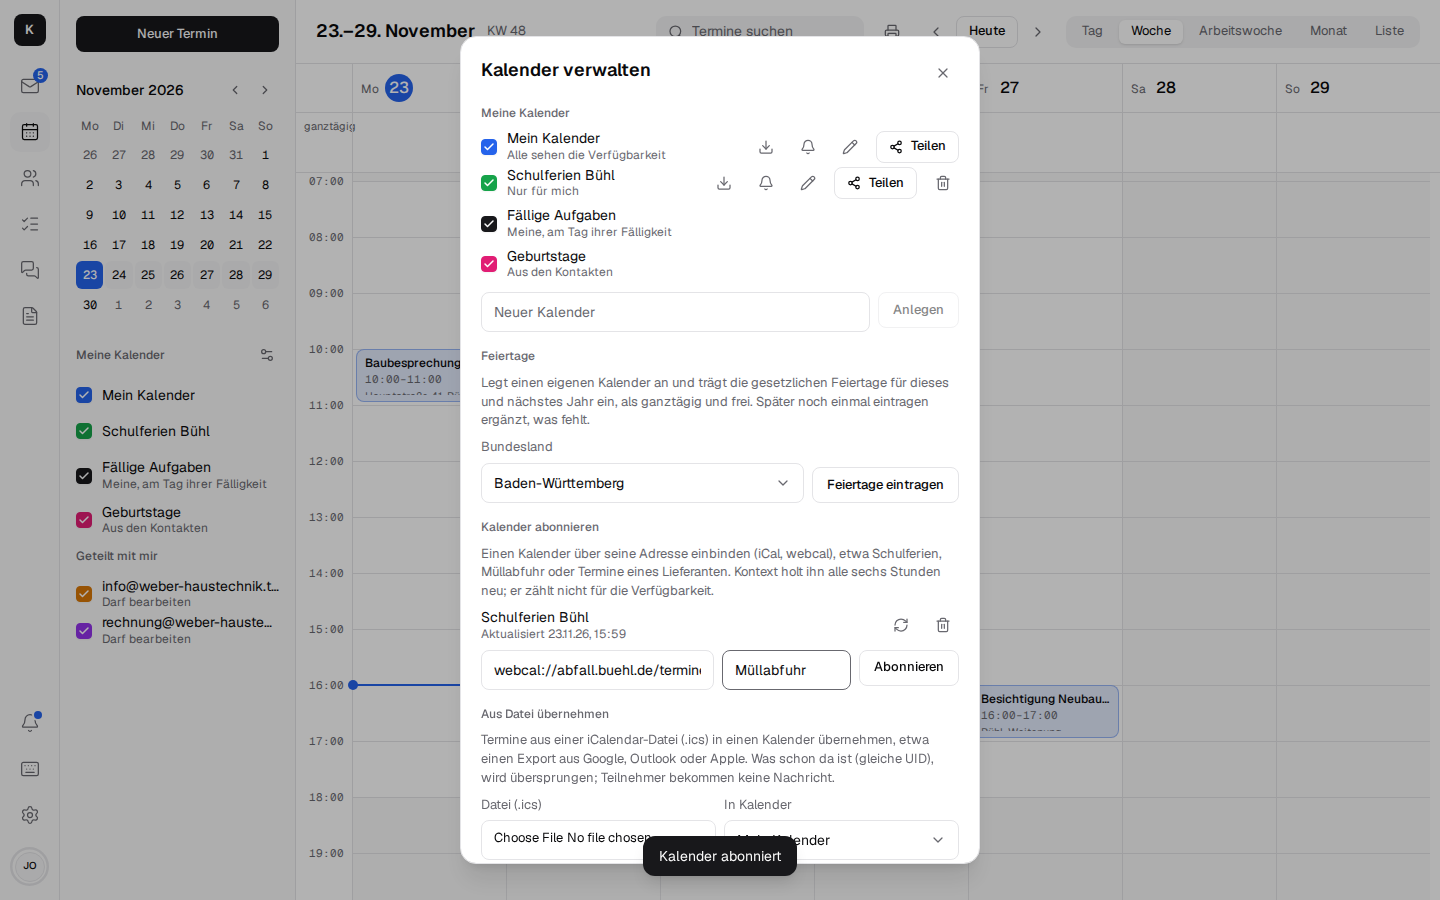 K
Neuer Termin
23.–29. November KW 48
Termine suchen
Heute
Tag
Woche
Arbeitswoche
Monat
Liste
5
November 2026
Mo Di Mi Do Fr Sa So
26 27 28 29 30 31 1
2 3 4 5 6 7 8
9 10 11 12 13 14 15
16 17 18 19 20 21 22
23 24 25 26 27 28 29
30 1 2 3 4 5 6
Meine Kalender
Mein Kalender
Schulferien Bühl
Fällige Aufgaben
Meine, am Tag ihrer Fälligkeit
Geburtstage
Aus den Kontakten
Geteilt mit mir
info@weber-haustechnik.t…
Darf bearbeiten
rechnung@weber-hauste…
Darf bearbeiten
JO
Mo 23
Fr 27
Sa 28
So 29
ganztägig
07:00
08:00
09:00
10:00
11:00
12:00
13:00
14:00
15:00
16:00
17:00
18:00
19:00
Baubesprechung
10:00–11:00
Besichtigung Neubau…
16:00–17:00
Kalender verwalten
Meine Kalender
Mein Kalender
Alle sehen die Verfügbarkeit
Teilen
Schulferien Bühl
Nur für mich
Teilen
Fällige Aufgaben
Meine, am Tag ihrer Fälligkeit
Geburtstage
Aus den Kontakten
Neuer Kalender
Anlegen
Feiertage
Legt einen eigenen Kalender an und trägt die gesetzlichen Feiertage für dieses
und nächstes Jahr ein, als ganztägig und frei. Später noch einmal eintragen
ergänzt, was fehlt.
Bundesland
Baden-Württemberg
Feiertage eintragen
Kalender abonnieren
Einen Kalender über seine Adresse einbinden (iCal, webcal), etwa Schulferien,
Müllabfuhr oder Termine eines Lieferanten. Kontext holt ihn alle sechs Stunden
neu; er zählt nicht für die Verfügbarkeit.
Schulferien Bühl
Aktualisiert 23.11.26, 15:59
webcal://abfall.buehl.de/termine
Müllabfuhr
Abonnieren
Aus Datei übernehmen
Termine aus einer iCalendar-Datei (.ics) in einen Kalender übernehmen, etwa
einen Export aus Google, Outlook oder Apple. Was schon da ist (gleiche UID),
wird übersprungen; Teilnehmer bekommen keine Nachricht.
Datei (.ics)
In Kalender
Choose File No file chosen
Kalender abonniert